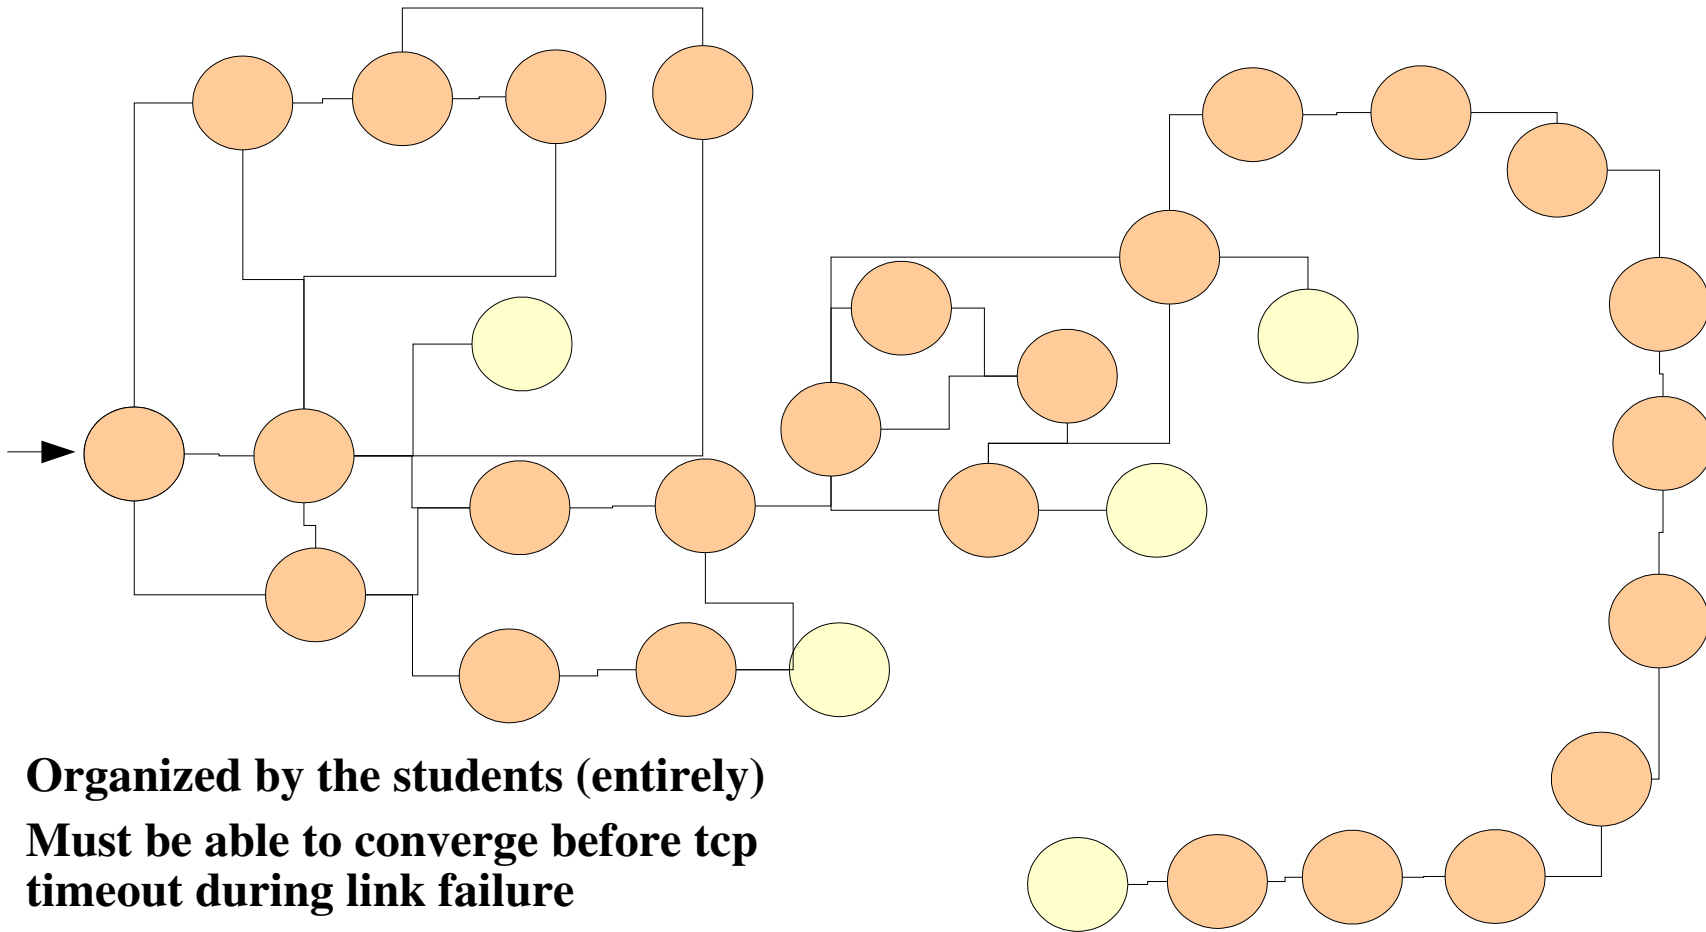 Organized by the students (entirely)
Must be able to converge before tcp
timeout during link failure